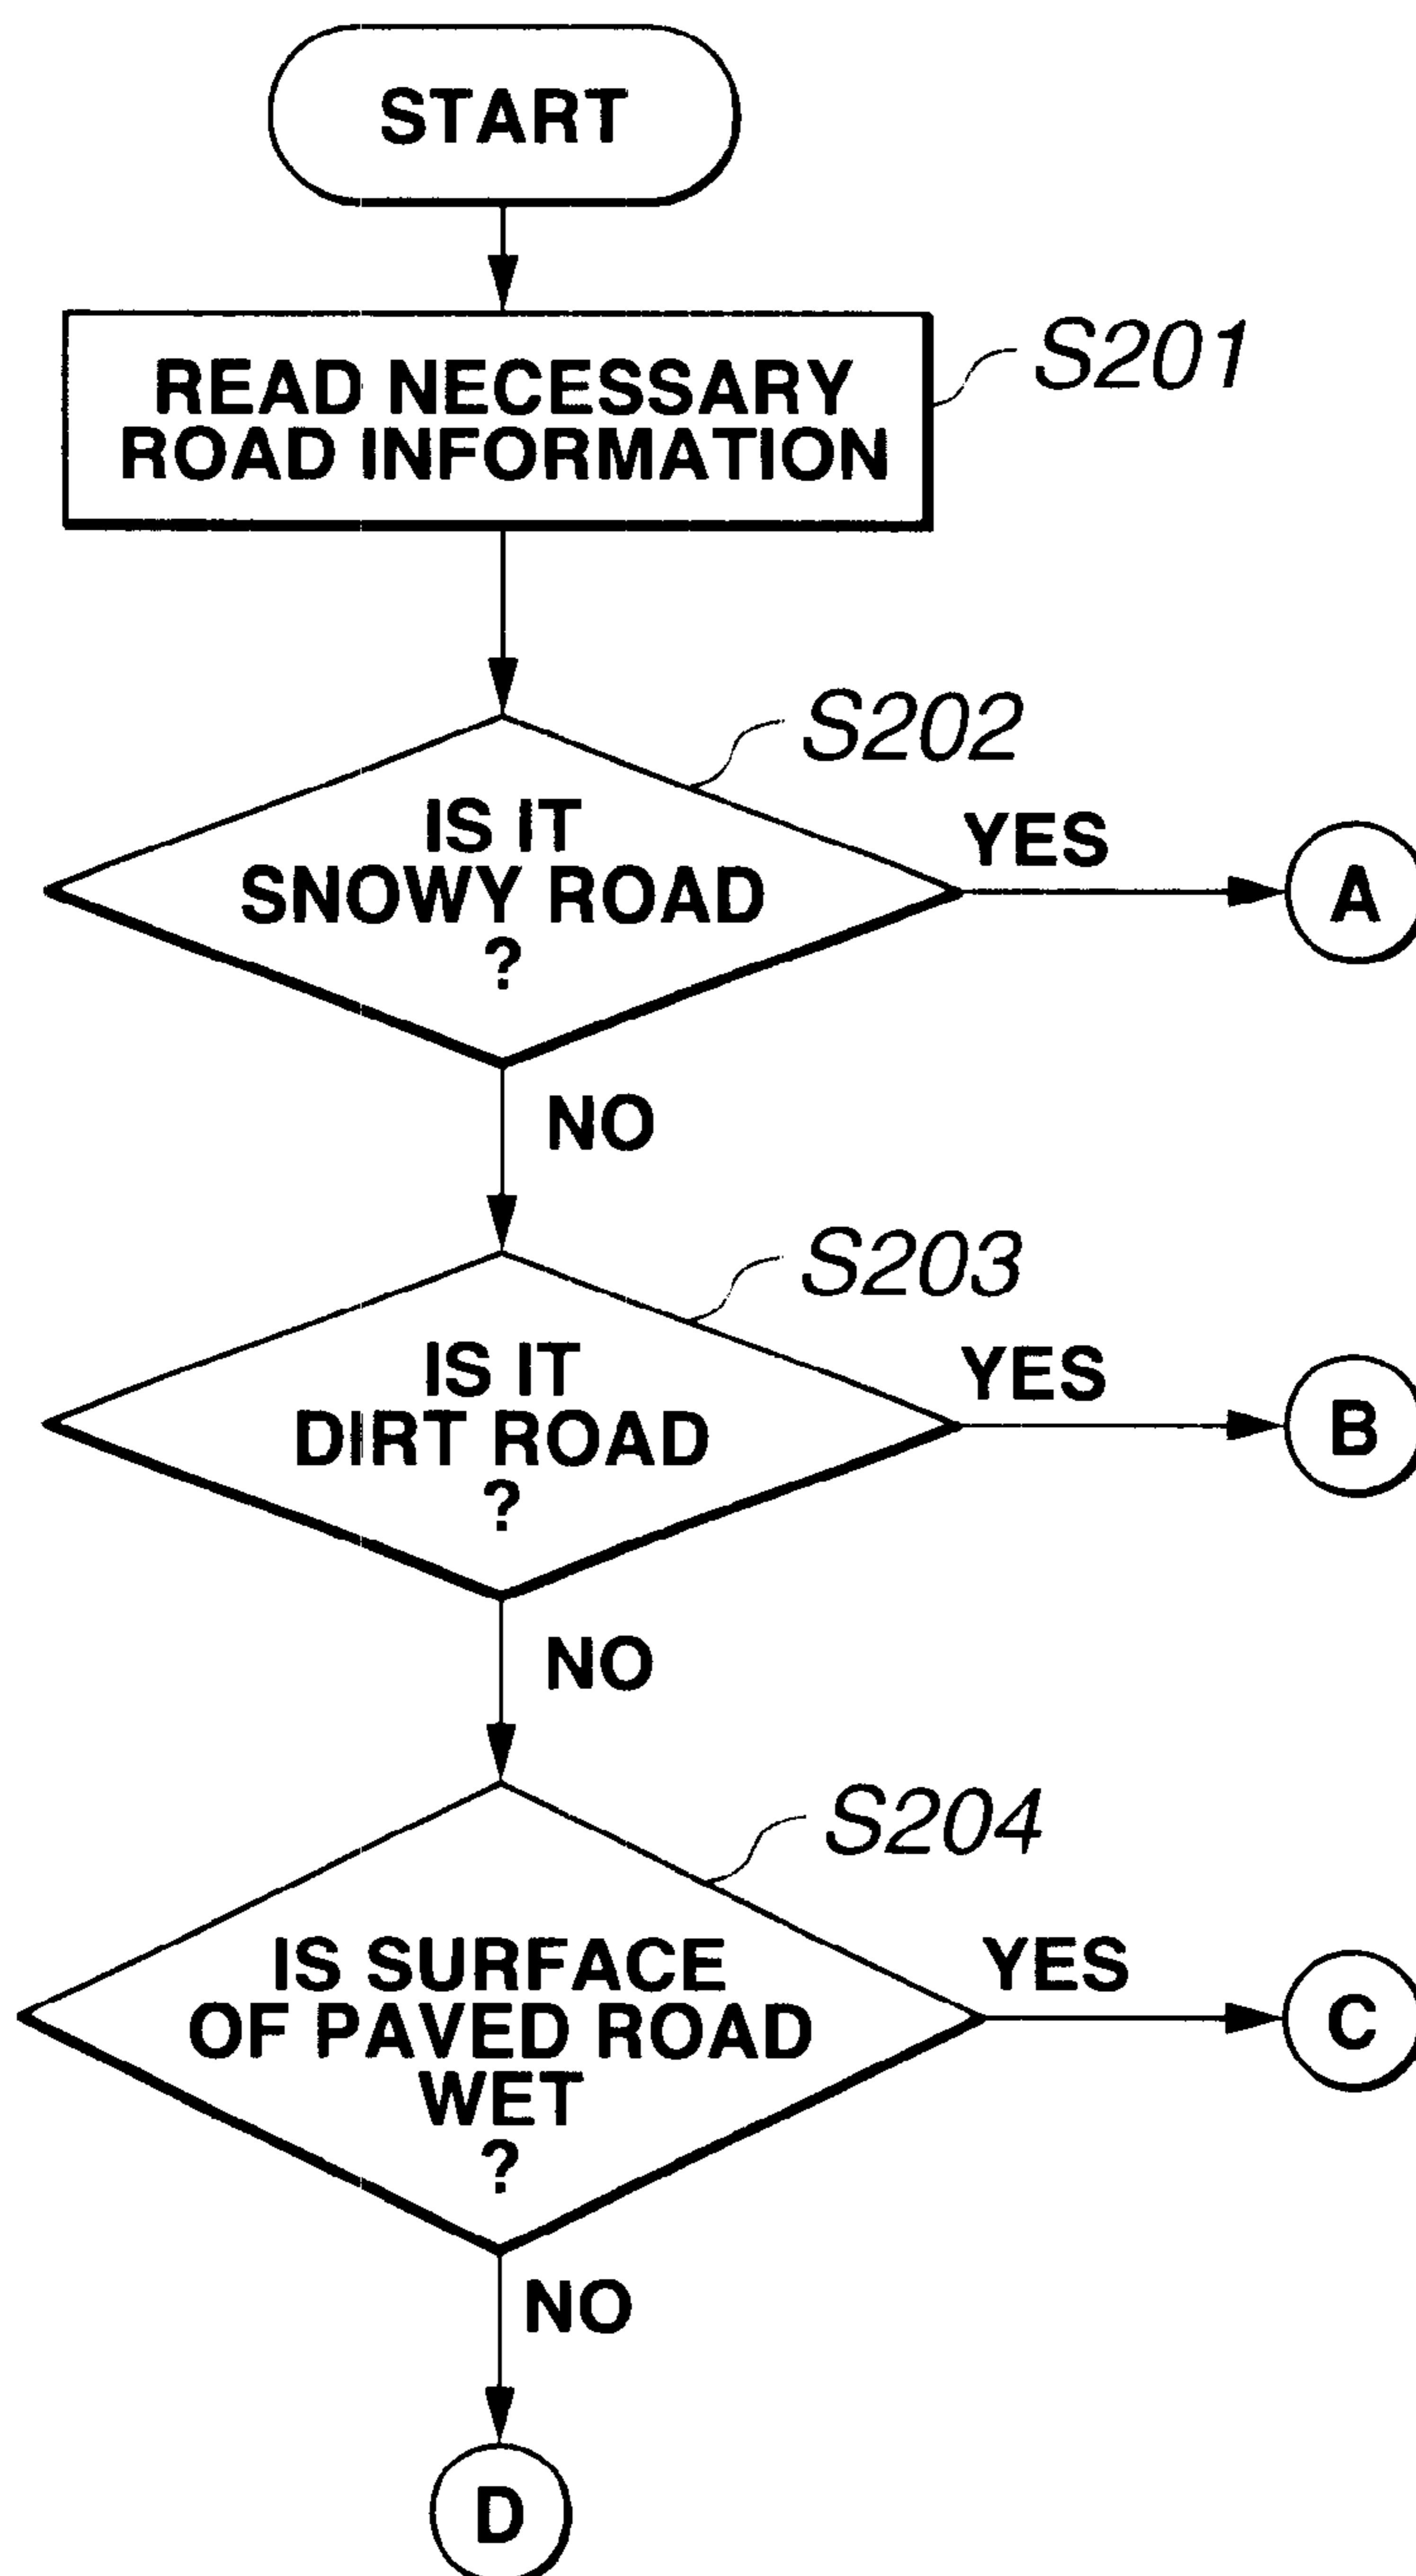 START
READ NECESSARY
ROAD INFORMATION
S201
S202
IS IT
SNOWY ROAD
?
YES
A
NO
S203
IS IT
DIRT ROAD
?
YES
B
NO
S204
IS SURFACE
OF PAVED ROAD
WET
?
YES
C
NO
D